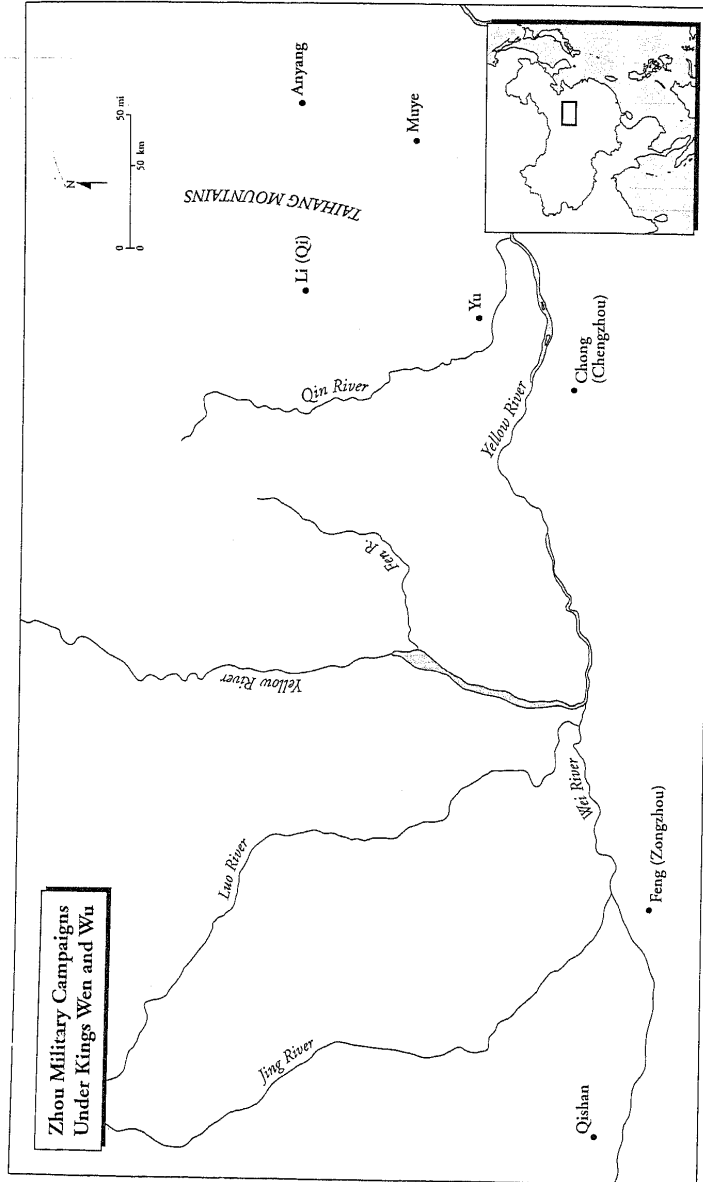 Zhou Military Campaigns
Under Kings Wen and Wu
Jing River
Luo River
Qishan
Feng (Zongzhou)
Wei River
Yellow River
Fen R.
Qin River
Yellow River
Chong
(Chengzhou)
Yu
Li (Qi)
TAIHANG MOUNTAINS
Muye
Anyang
N
0
50 mi
0
50 km